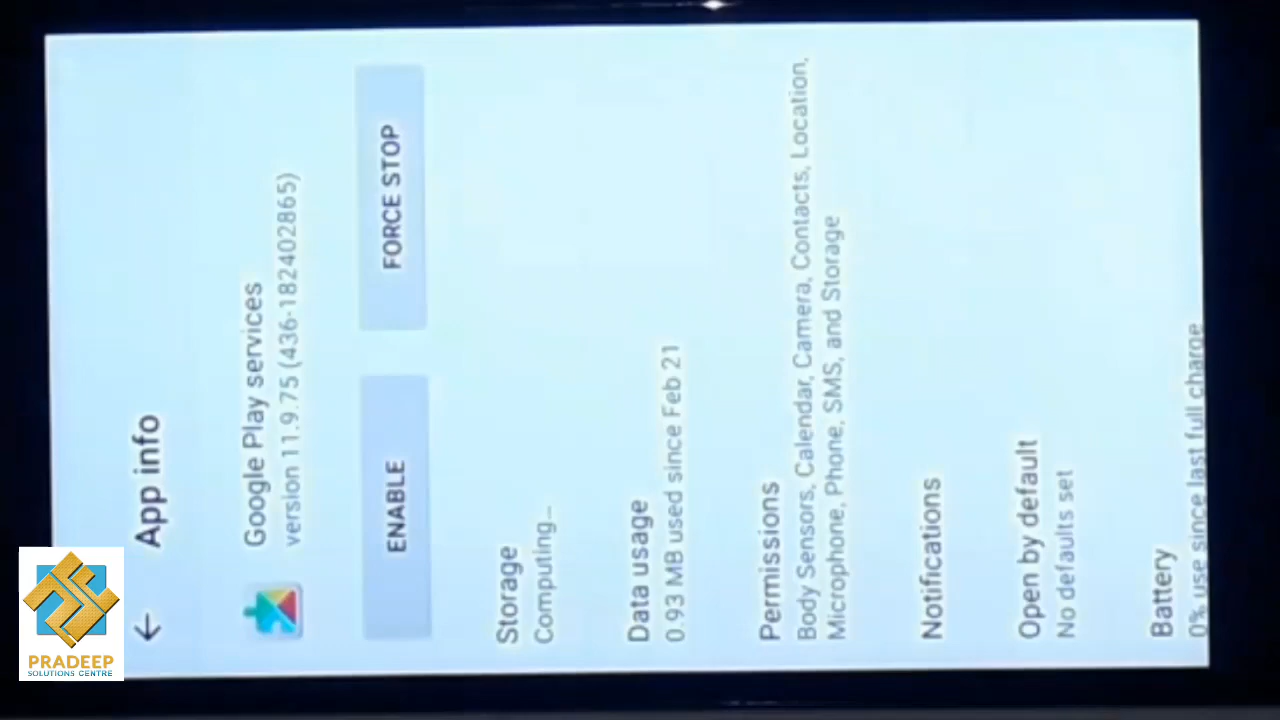 ← App info
Google Play services
version 11.9.75 (436-182402865)
ENABLE
FORCE STOP
Storage
Computing...
Data usage
0.93 MB used since Feb 21
Permissions
Body Sensors, Calendar, Camera, Contacts, Location,
Microphone, Phone, SMS, and Storage
Notifications
Open by default
No defaults set
Battery
0% use since last full charge
PRADEEP
SOLUTIONS CENTRE